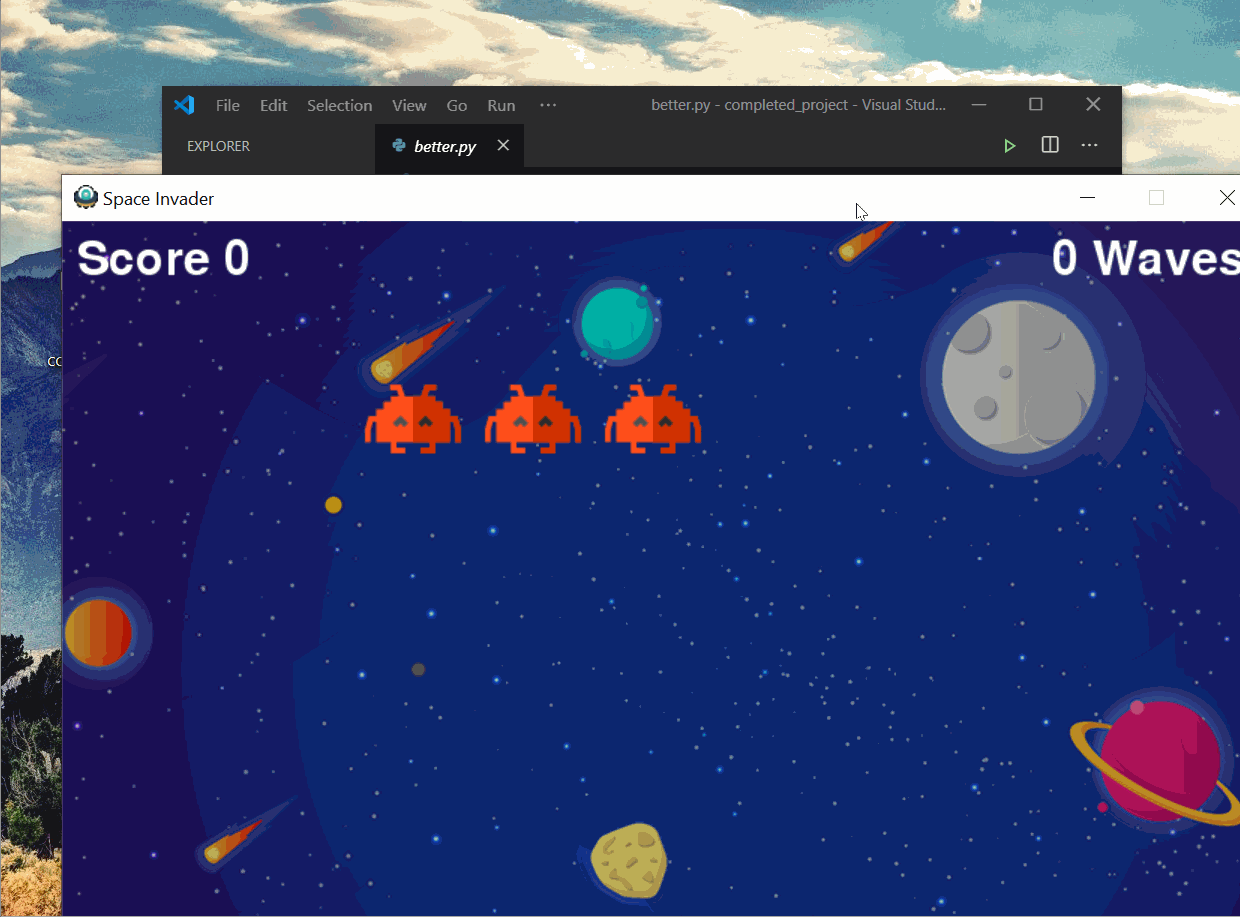 File Edit Selection View Go Run ··· better.py - completed_project - Visual Stud...
EXPLORER better.py
Space Invader
Score 0 0 Waves